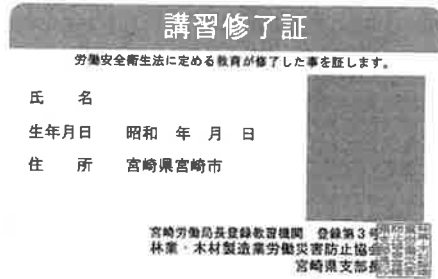 講習修了証
労働安全衛生法に定める教育が修了した事を証します。
氏 名
生年月日 昭和 年 月 日
住 所 宮崎県宮崎市
宮崎労働局長登録教習機関 登録第3号
林業・木材製造業労働災害防止協会
宮崎県支部長